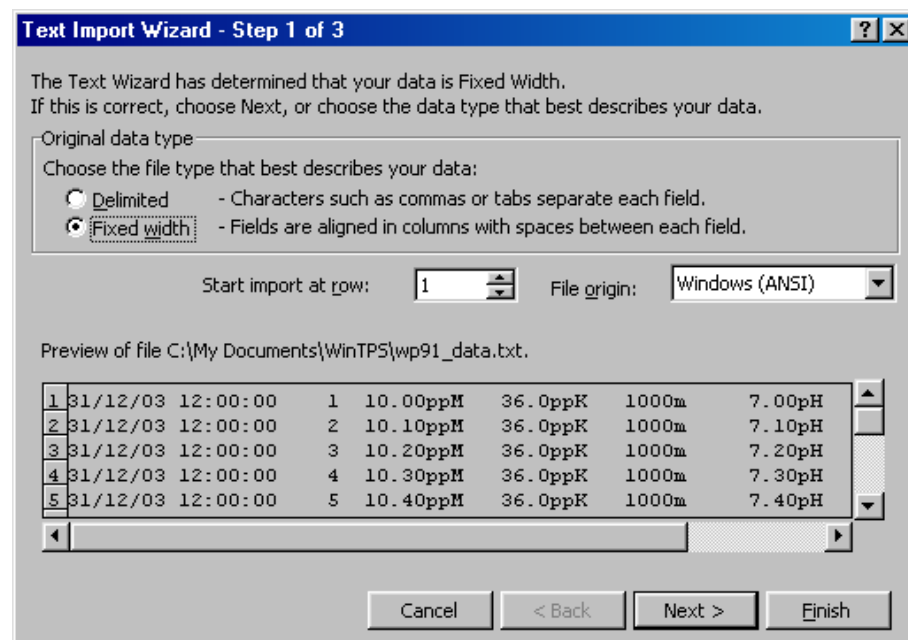 Text Import Wizard - Step 1 of 3
The Text Wizard has determined that your data is Fixed Width.
If this is correct, choose Next, or choose the data type that best describes your data.
Original data type
Choose the file type that best describes your data:
Delimited - Characters such as commas or tabs separate each field.
Fixed width - Fields are aligned in columns with spaces between each field.
Start import at row: 1 File origin: Windows (ANSI)
Preview of file C:\My Documents\WinTPS\wp91_data.txt.
1 31/12/03 12:00:00 1 10.00ppM 36.0ppK 1000m 7.00pH
2 31/12/03 12:00:00 2 10.10ppM 36.0ppK 1000m 7.10pH
3 31/12/03 12:00:00 3 10.20ppM 36.0ppK 1000m 7.20pH
4 31/12/03 12:00:00 4 10.30ppM 36.0ppK 1000m 7.30pH
5 31/12/03 12:00:00 5 10.40ppM 36.0ppK 1000m 7.40pH
Cancel < Back Next > Finish